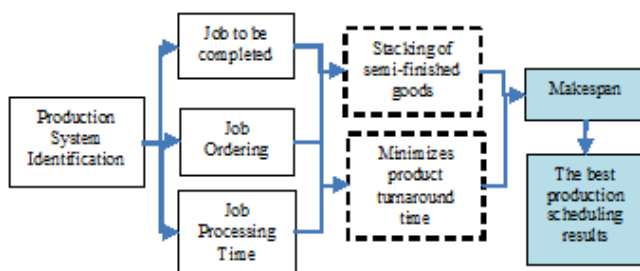 Production
System
Identification
Job to be
completed
Job
Ordering
Job
Processing
Time
Stacking of
semi-finished
goods
Minimizes
product
turnaround
time
Makespan
The best
production
scheduling
results